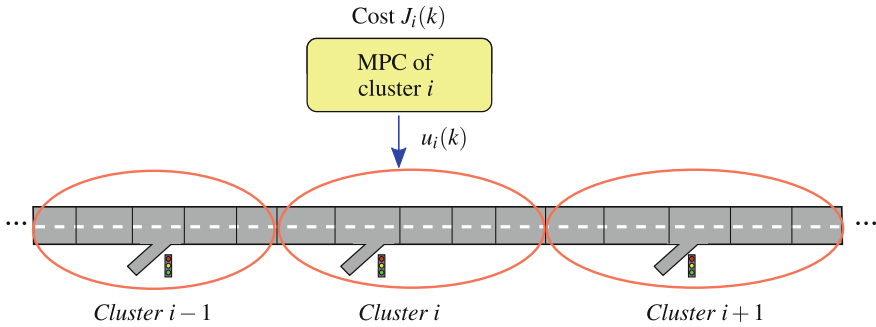 Cost J_i(k)
MPC of
cluster i
u_i(k)
... ...
Cluster i − 1 Cluster i Cluster i + 1